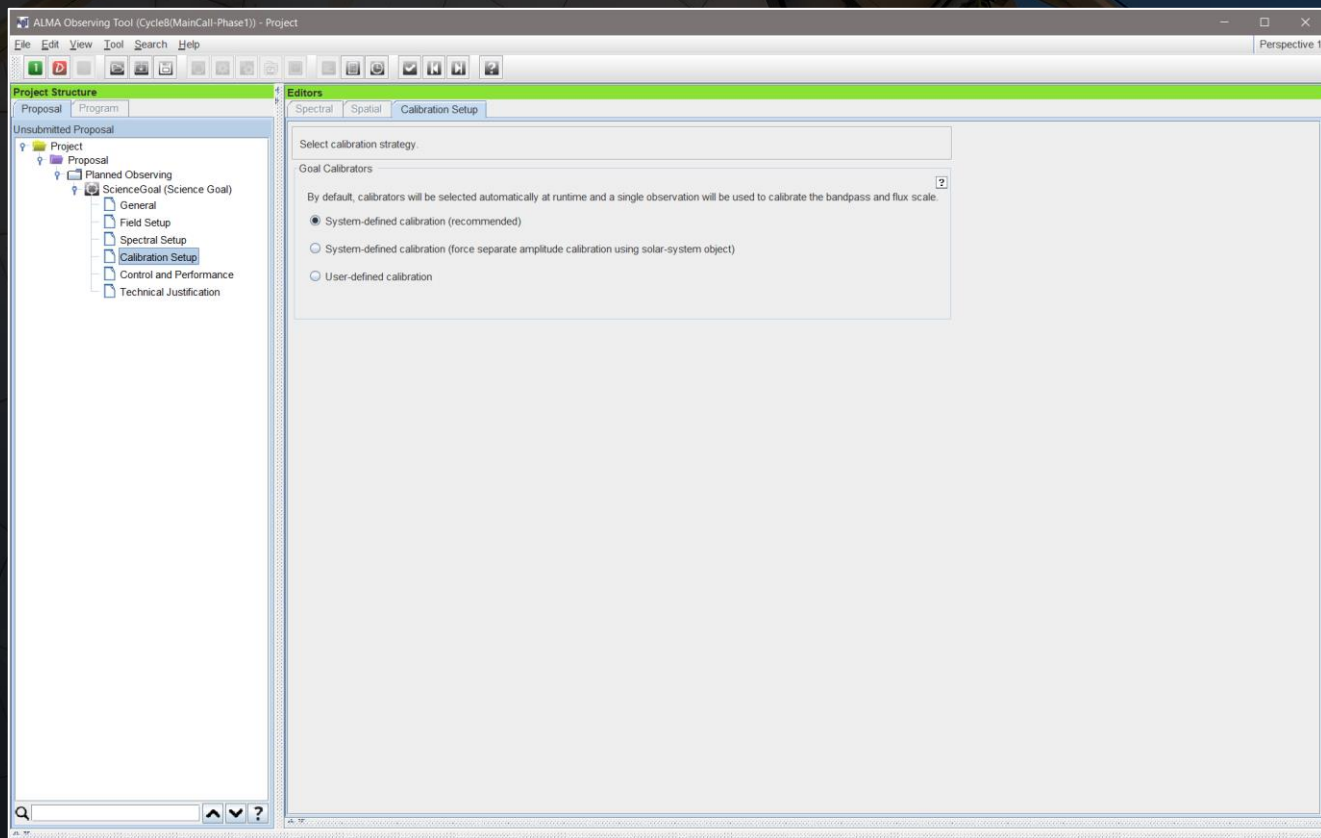 ALMA Observing Tool (Cycle8(MainCall-Phase1)) - Project
File Edit View Tool Search Help
Perspective 1
Project Structure
Proposal Program
Unsubmitted Proposal
Project
Proposal
Planned Observing
ScienceGoal (Science Goal)
General
Field Setup
Spectral Setup
Calibration Setup
Control and Performance
Technical Justification
Editors
Spectral Spatial Calibration Setup
Select calibration strategy.
Goal Calibrators
?
By default, calibrators will be selected automatically at runtime and a single observation will be used to calibrate the bandpass and flux scale.
System-defined calibration (recommended)
System-defined calibration (force separate amplitude calibration using solar-system object)
User-defined calibration
?